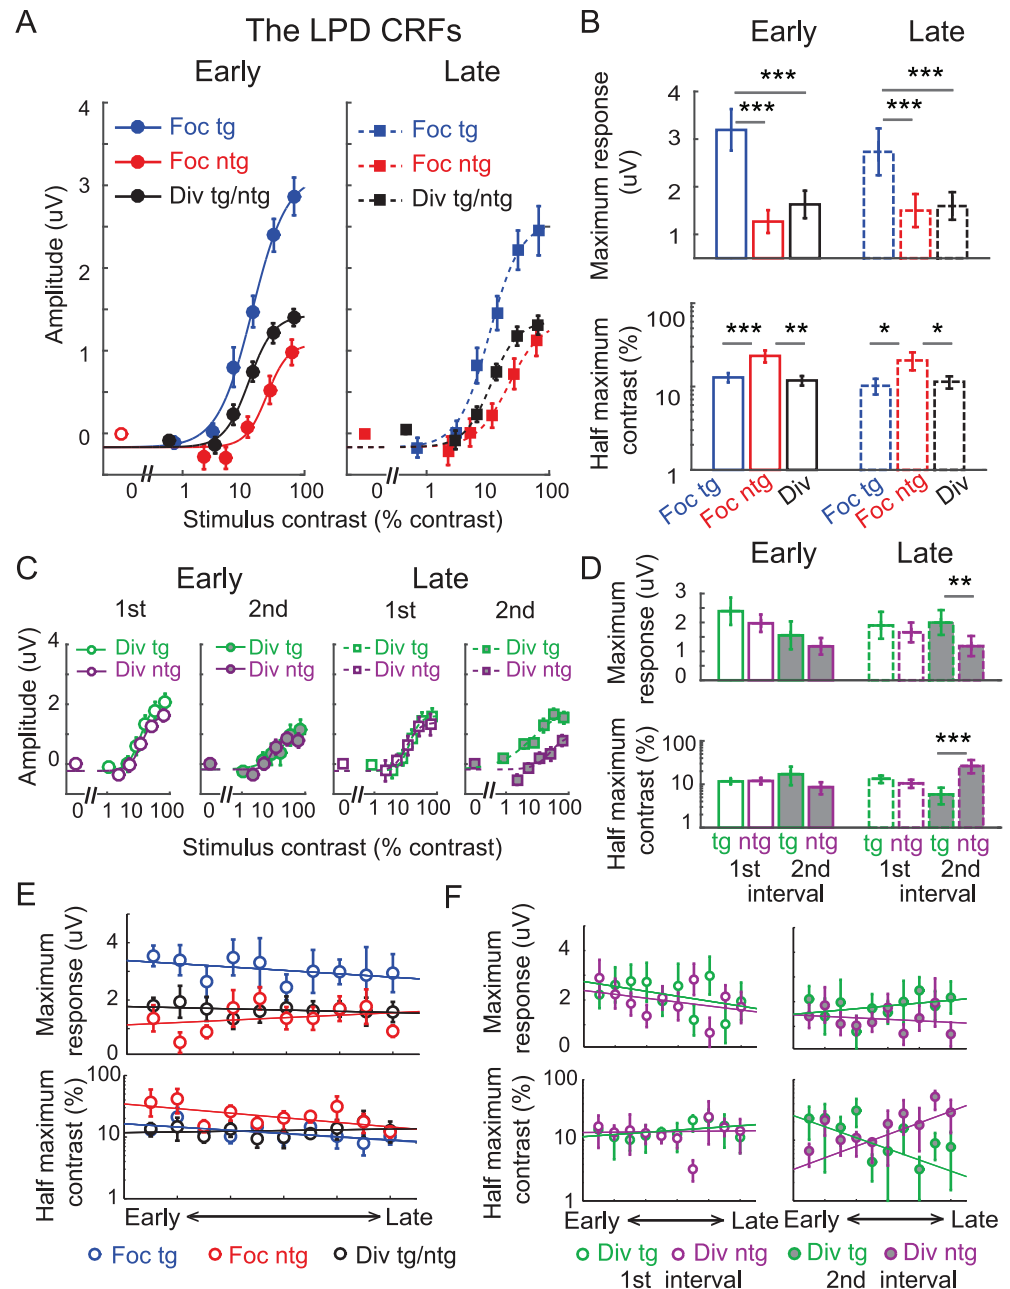 A
The LPD CRFs
Early Late
Amplitude (uV)
4
3
2
1
0
Foc tg
Foc ntg
Div tg/ntg
Foc tg
Foc ntg
Div tg/ntg
0 1 10 100
0 1 10 100
Stimulus contrast (% contrast)
B
Early Late
Maximum response
(uV)
4
3
2
1
*** ***
*** ***
Half maximum
contrast (%)
100
10
1
*** ** * *
Foc tg Foc ntg Div Foc tg Foc ntg Div
C
Early Late
1st 2nd 1st 2nd
Amplitude (uV)
4
2
0
Div tg
Div ntg
Div tg
Div ntg
Div tg
Div ntg
Div tg
Div ntg
0 1 10 100 0 1 10 100 0 1 10 100 0 1 10 100
Stimulus contrast (% contrast)
D
Early Late
Maximum
response (uV)
3
2
1
0
**
Half maximum
contrast (%)
100
10
1
***
tg ntg tg ntg tg ntg tg ntg
1st 2nd 1st 2nd
interval interval
E
Maximum
response (uV)
4
2
0
Half maximum
contrast (%)
100
10
1
Early Late
Foc tg Foc ntg Div tg/ntg
F
Maximum
response (uV)
4
2
0
Half maximum
contrast (%)
100
10
1
Early Late Early Late
Div tg Div ntg Div tg Div ntg
1st interval 2nd interval